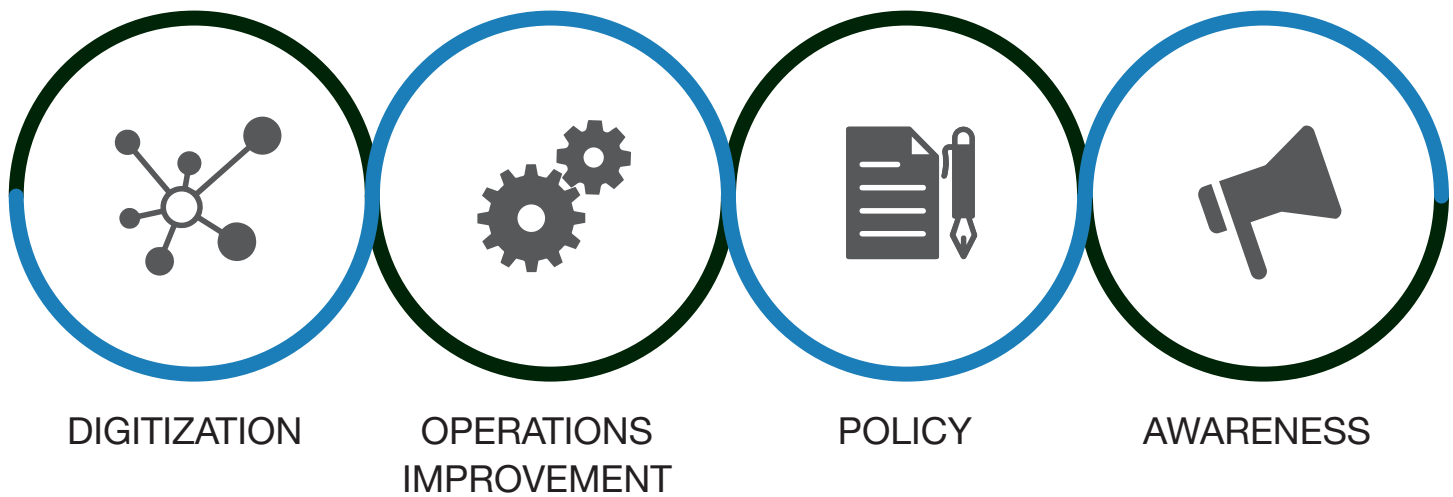 DIGITIZATION
OPERATIONS
IMPROVEMENT
POLICY
AWARENESS